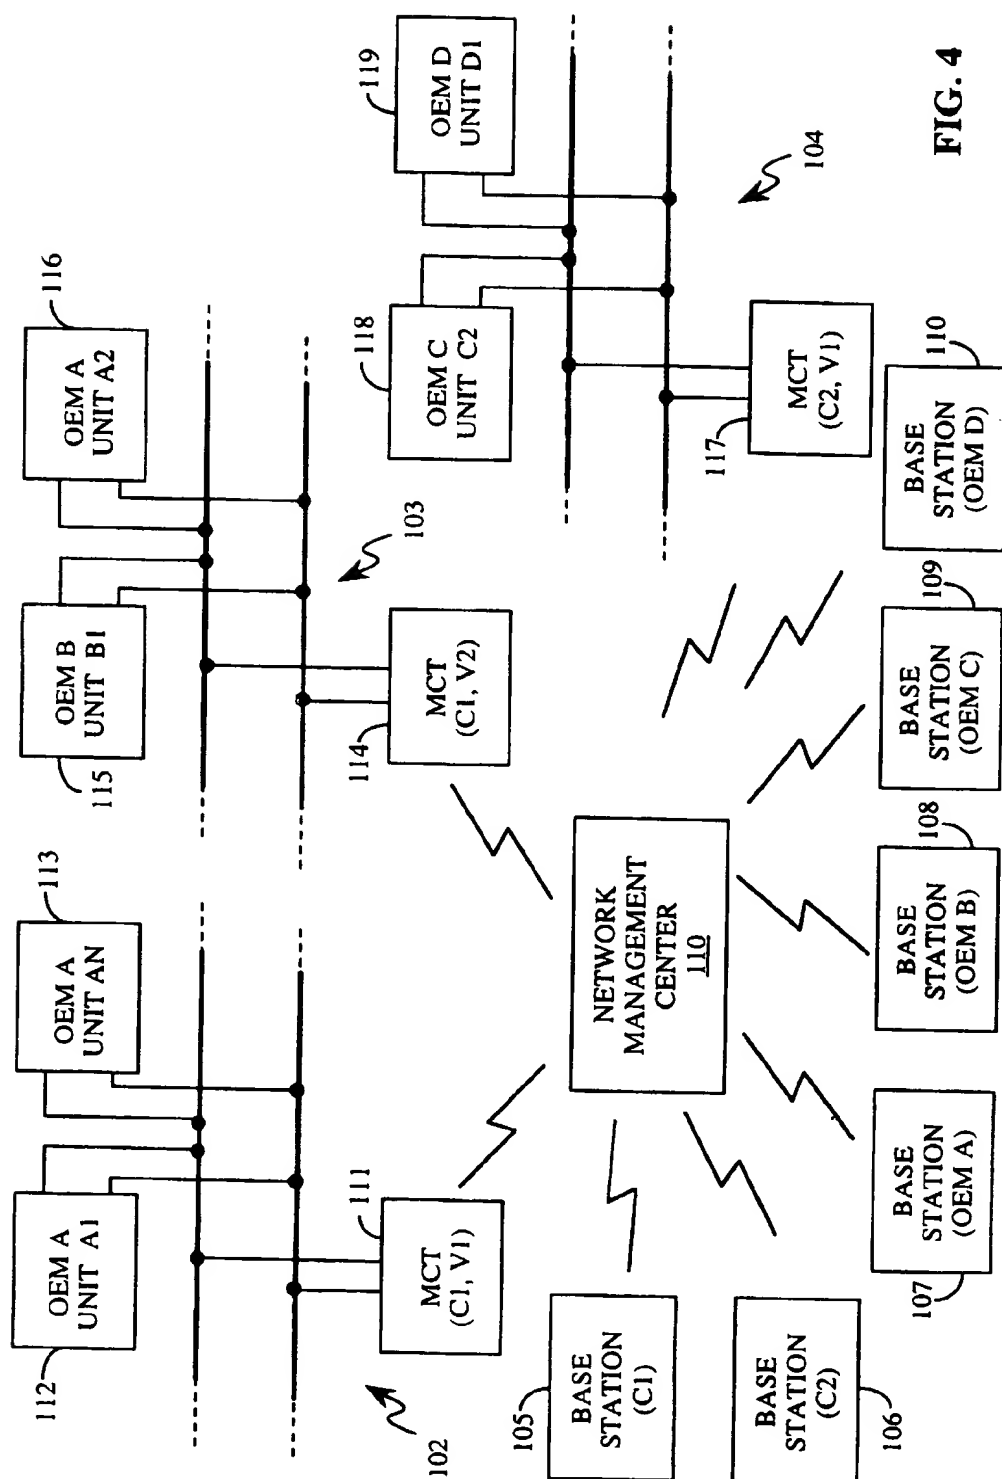 112
OEM A
UNIT A1
OEM A
UNIT AN
113
115
OEM B
UNIT B1
OEM A
UNIT A2
116
102
MCT
(C1, V1)
111
114
MCT
(C1, V2)
103
118
OEM C
UNIT C2
OEM D
UNIT D1
119
105
BASE
STATION
(C1)
NETWORK
MANAGEMENT
CENTER
110
117
MCT
(C2, V1)
104
106
BASE
STATION
(C2)
107
BASE
STATION
(OEM A)
BASE
STATION
(OEM B)
108
BASE
STATION
(OEM C)
109
BASE
STATION
(OEM D)
110
FIG. 4